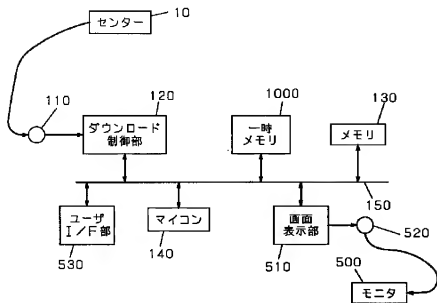 10
センター
110
120
1000
130
ダウンロード
制御部
一時
メモリ
メモリ
150
ユーザ
I/F部
マイコン
画面
表示部
520
530
140
510
500
モニタ